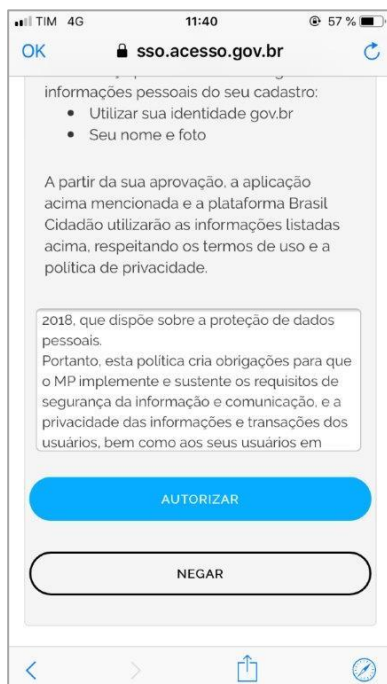 TIM 4G 11:40 57 %
OK sso.acesso.gov.br
informações pessoais do seu cadastro:
• Utilizar sua identidade gov.br
• Seu nome e foto
A partir da sua aprovação, a aplicação
acima mencionada e a plataforma Brasil
Cidadão utilizarão as informações listadas
acima, respeitando os termos de uso e a
política de privacidade.
2018, que dispõe sobre a proteção de dados
pessoais.
Portanto, esta política cria obrigações para que
o MP implemente e sustente os requisitos de
segurança da informação e comunicação, e a
privacidade das informações e transações dos
usuários, bem como aos seus usuários em
AUTORIZAR
NEGAR